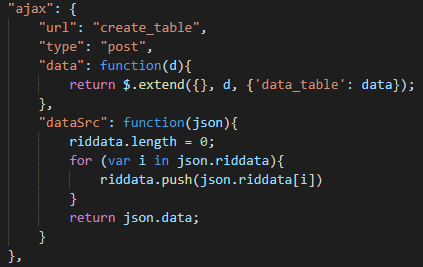 "ajax": {
    "url": "create_table",
    "type": "post",
    "data": function(d){
        return $.extend({}, d, {'data_table': data});
    },
    "dataSrc": function(json){
        riddata.length = 0;
        for (var i in json.riddata){
            riddata.push(json.riddata[i])
        }
        return json.data;
    }
},